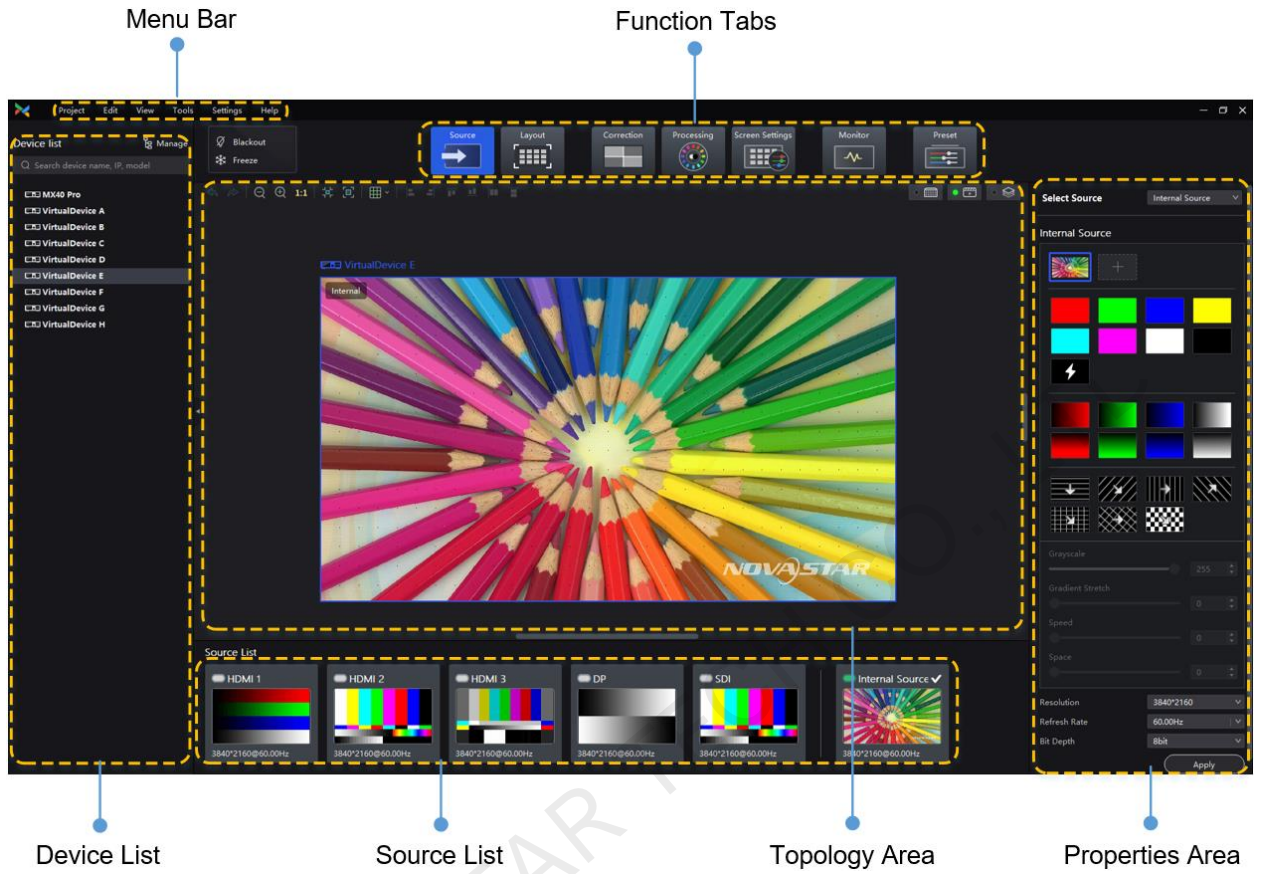 Menu Bar
Function Tabs
Project Edit View Tools Settings Help
Device list
Manage
Search device name, IP, model
MX40 Pro
VirtualDevice A
VirtualDevice B
VirtualDevice C
VirtualDevice D
VirtualDevice E
VirtualDevice F
VirtualDevice G
VirtualDevice H
Blackout
Freeze
Source Layout Correction Processing Screen Settings Monitor Preset
1:1
VirtualDevice E
Internal
NOVASTAR
Select Source Internal Source
Internal Source
Grayscale
255
Gradient Stretch
0
Speed
0
Space
0
Resolution 3840*2160
Refresh Rate 60.00Hz
Bit Depth 8bit
Apply
Source List
HDMI 1 HDMI 2 HDMI 3 DP SDI Internal Source
3840*2160@60.00Hz 3840*2160@60.00Hz 3840*2160@60.00Hz 3840*2160@60.00Hz 3840*2160@60.00Hz 3840*2160@60.00Hz
Device List
Source List
Topology Area
Properties Area